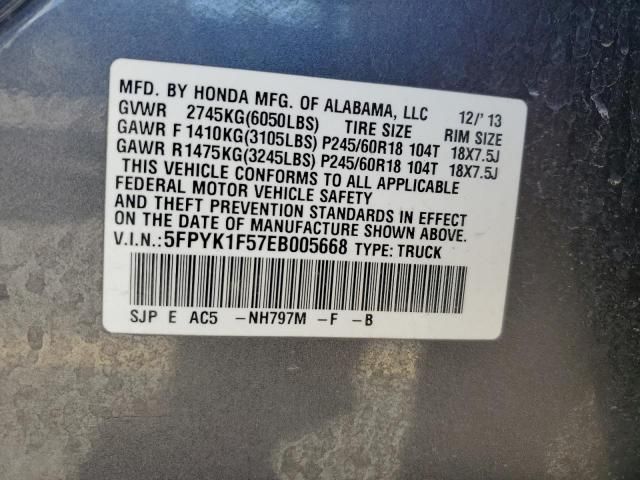 MFD. BY HONDA MFG. OF ALABAMA, LLC 12/'13
GVWR 2745KG(6050LBS) TIRE SIZE RIM SIZE
GAWR F 1410KG(3105LBS) P245/60R18 104T 18X7.5J
GAWR R1475KG(3245LBS) P245/60R18 104T 18X7.5J
THIS VEHICLE CONFORMS TO ALL APPLICABLE
FEDERAL MOTOR VEHICLE SAFETY
AND THEFT PREVENTION STANDARDS IN EFFECT
ON THE DATE OF MANUFACTURE SHOWN ABOVE.
V.I.N.:5FPYK1F57EB005668 TYPE: TRUCK
SJP E AC5 -NH797M -F -B